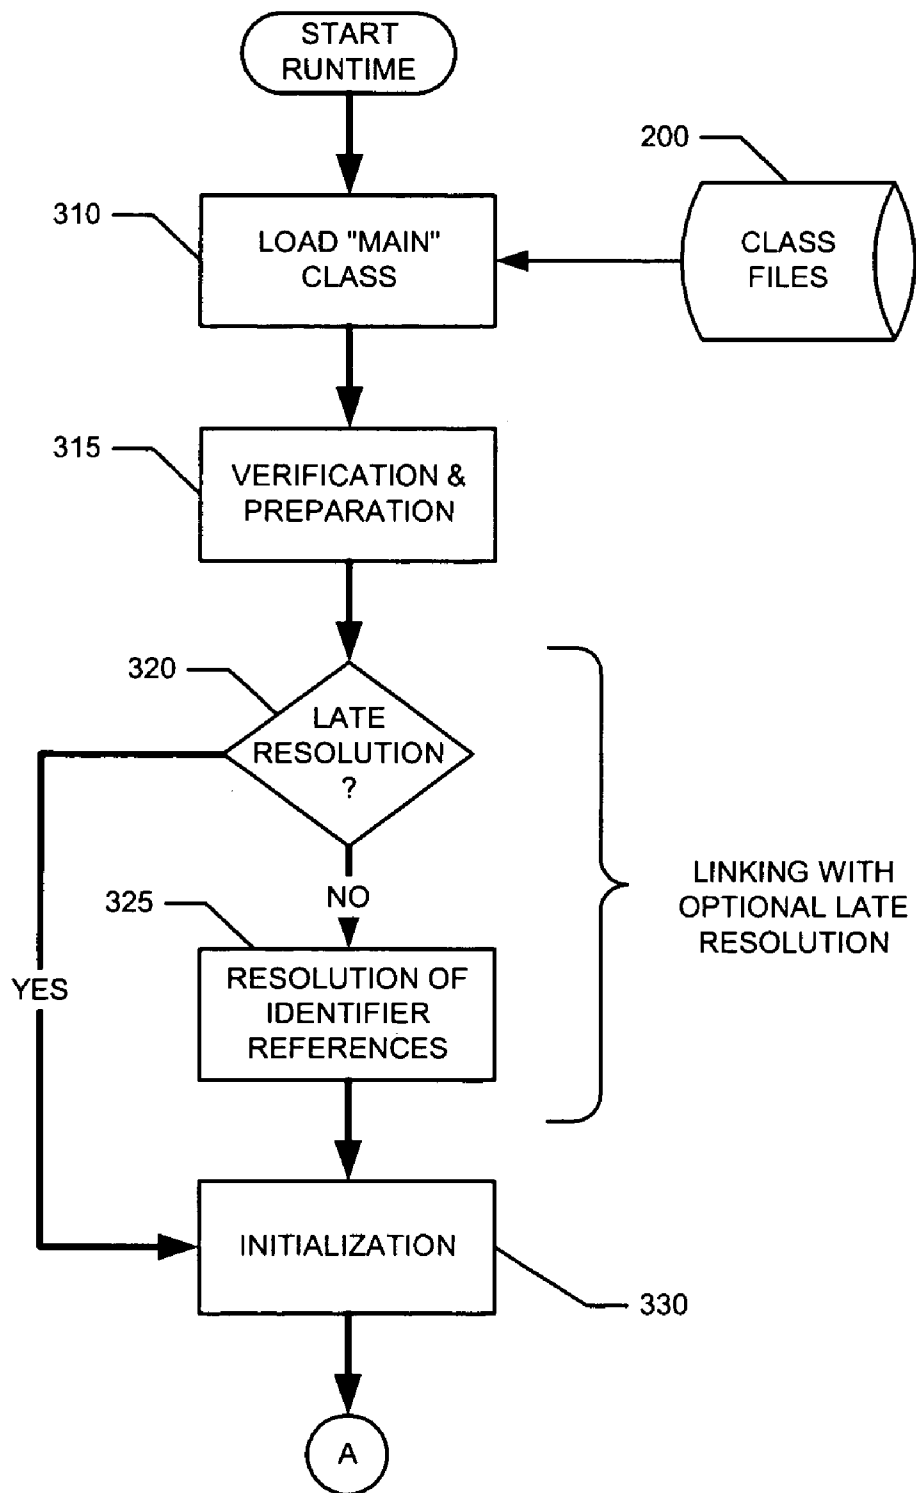 START
RUNTIME
200
310
LOAD "MAIN"
CLASS
CLASS
FILES
315
VERIFICATION &
PREPARATION
320
LATE
RESOLUTION
?
NO
325
LINKING WITH
OPTIONAL LATE
RESOLUTION
YES
RESOLUTION OF
IDENTIFIER
REFERENCES
INITIALIZATION
330
A